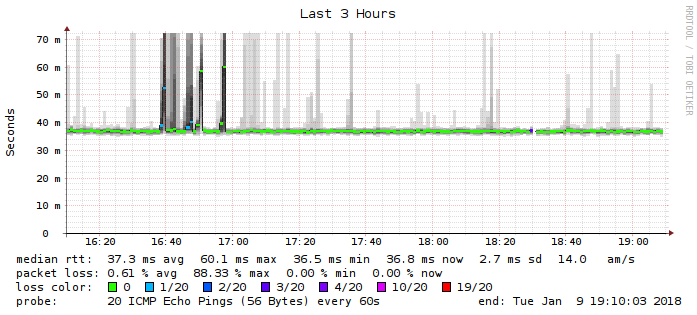 Last 3 Hours
RRDTOOL / TOBI OETIKER
Seconds
70 m
60 m
50 m
40 m
30 m
20 m
10 m
0
16:20 16:40 17:00 17:20 17:40 18:00 18:20 18:40 19:00
median rtt: 37.3 ms avg 60.1 ms max 36.5 ms min 36.8 ms now 2.7 ms sd 14.0 am/s
packet loss: 0.61 % avg 88.33 % max 0.00 % min 0.00 % now
loss color: 0 1/20 2/20 3/20 4/20 10/20 19/20
probe: 20 ICMP Echo Pings (56 Bytes) every 60s end: Tue Jan 9 19:10:03 2018